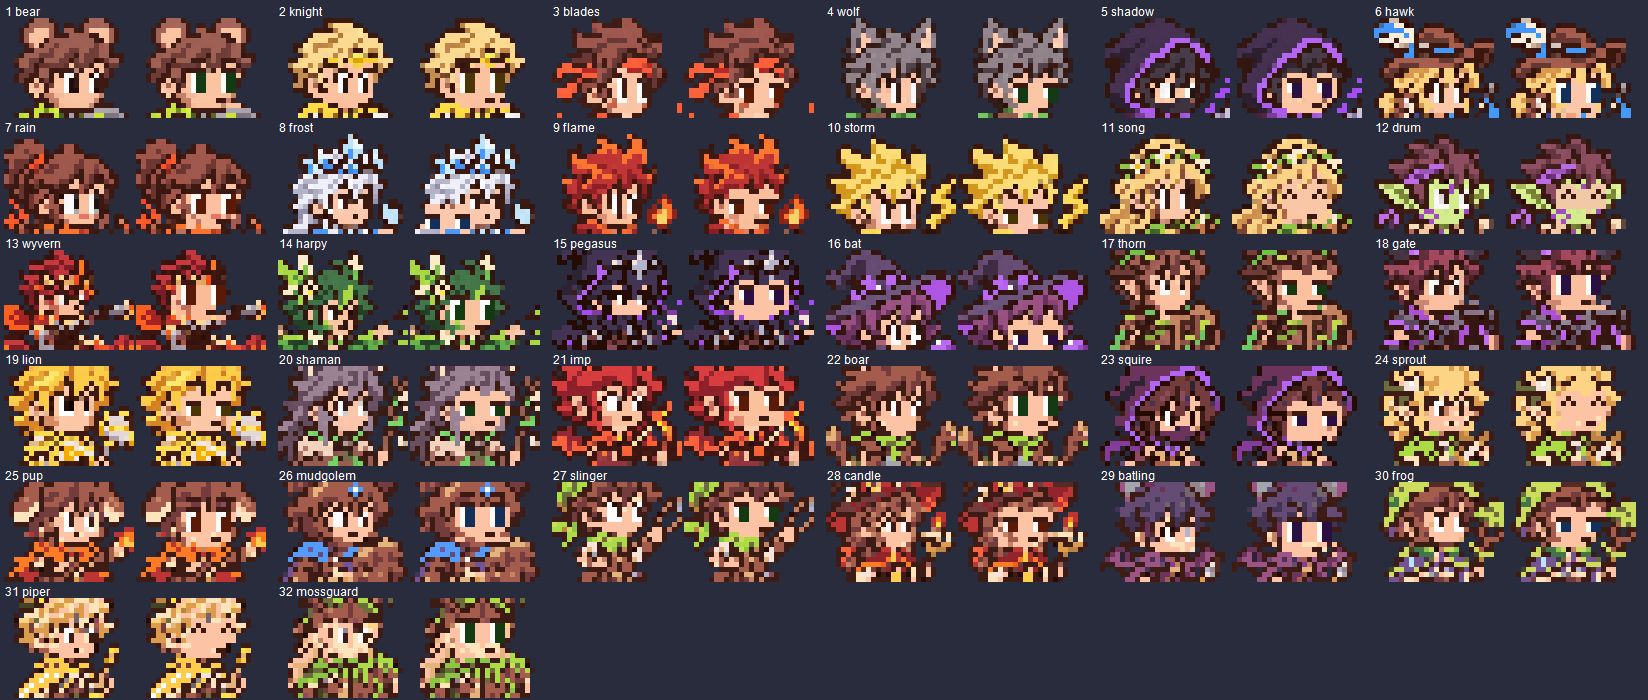 1 bear
2 knight
3 blades
4 wolf
5 shadow
6 hawk
7 rain
8 frost
9 flame
10 storm
11 song
12 drum
13 wyvern
14 harpy
15 pegasus
16 bat
17 thorn
18 gate
19 lion
20 shaman
21 imp
22 boar
23 squire
24 sprout
25 pup
26 mudgolem
27 slinger
28 candle
29 batling
30 frog
31 piper
32 mossguard